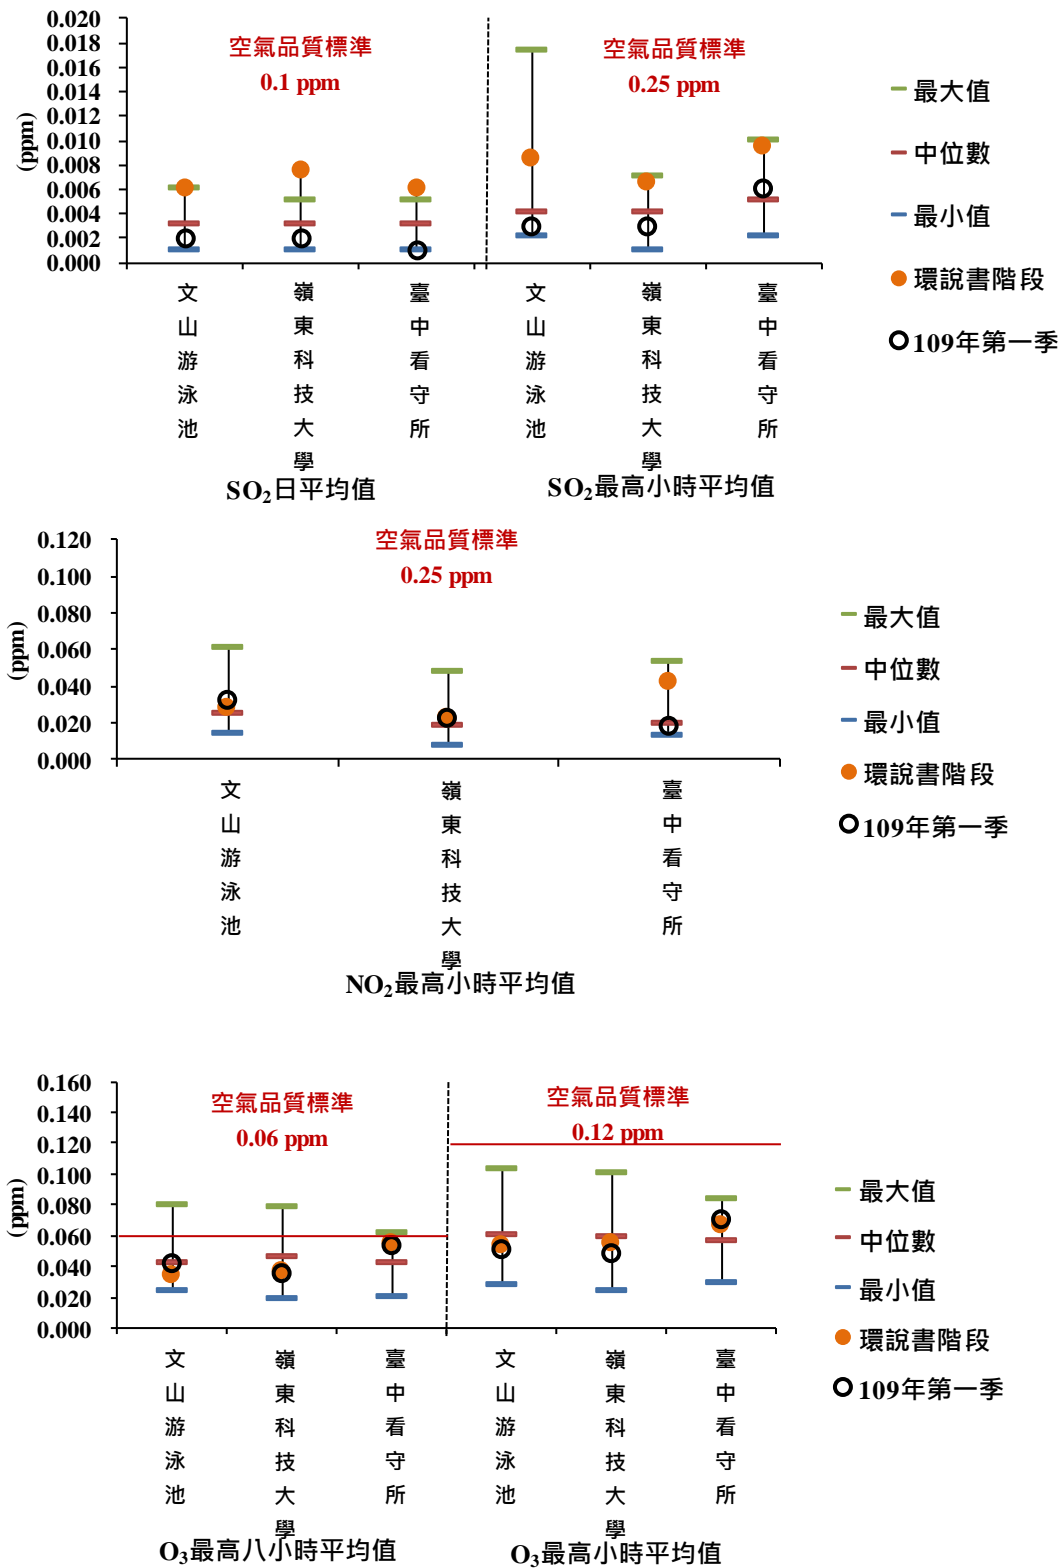 0.020
0.018
0.016
0.014
0.012
0.010
0.008
0.006
0.004
0.002
0.000
(ppm)
空氣品質標準
0.1 ppm
空氣品質標準
0.25 ppm
最大值
中位數
最小值
環說書階段
109年第一季
文山游泳池
嶺東科技大學
臺中看守所
文山游泳池
嶺東科技大學
臺中看守所
SO₂日平均值
SO₂最高小時平均值
0.120
0.100
0.080
0.060
0.040
0.020
0.000
(ppm)
空氣品質標準
0.25 ppm
最大值
中位數
最小值
環說書階段
109年第一季
文山游泳池
嶺東科技大學
臺中看守所
NO₂最高小時平均值
0.160
0.140
0.120
0.100
0.080
0.060
0.040
0.020
0.000
(ppm)
空氣品質標準
0.06 ppm
空氣品質標準
0.12 ppm
最大值
中位數
最小值
環說書階段
109年第一季
文山游泳池
嶺東科技大學
臺中看守所
文山游泳池
嶺東科技大學
臺中看守所
O₃最高八小時平均值
O₃最高小時平均值